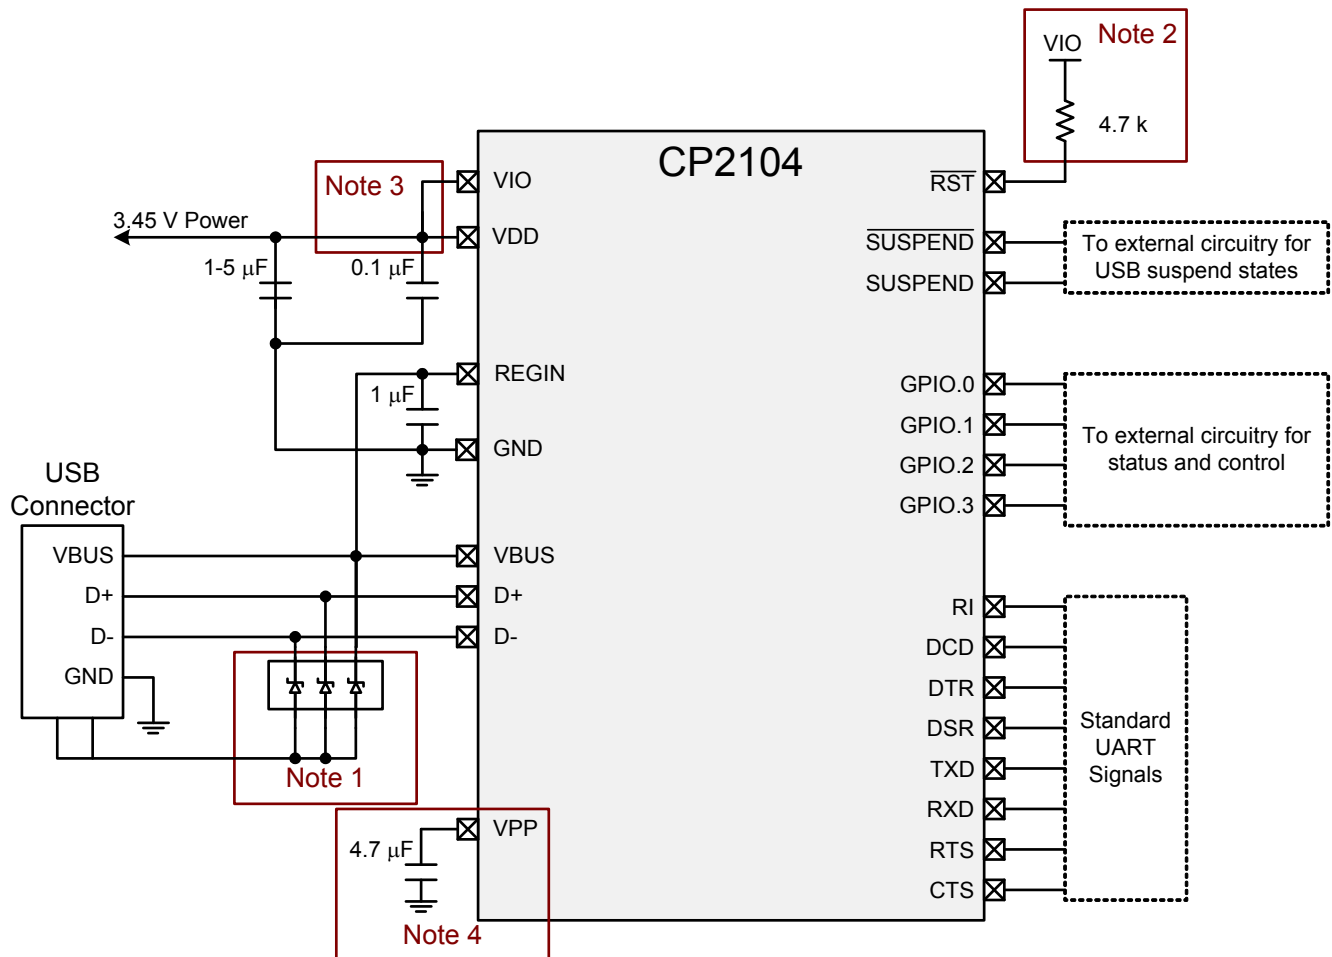 VIO
Note 2
4.7 k
CP2104
Note 3
VIO
RST
3.45 V Power
VDD
SUSPEND
To external circuitry for
USB suspend states
1-5 μF
0.1 μF
SUSPEND
REGIN
GPIO.0
1 μF
GPIO.1
To external circuitry for
status and control
GND
GPIO.2
USB
Connector
GPIO.3
VBUS
VBUS
D+
D+
RI
D-
D-
DCD
GND
DTR
Standard
UART
Signals
DSR
Note 1
TXD
RXD
VPP
4.7 μF
RTS
CTS
Note 4